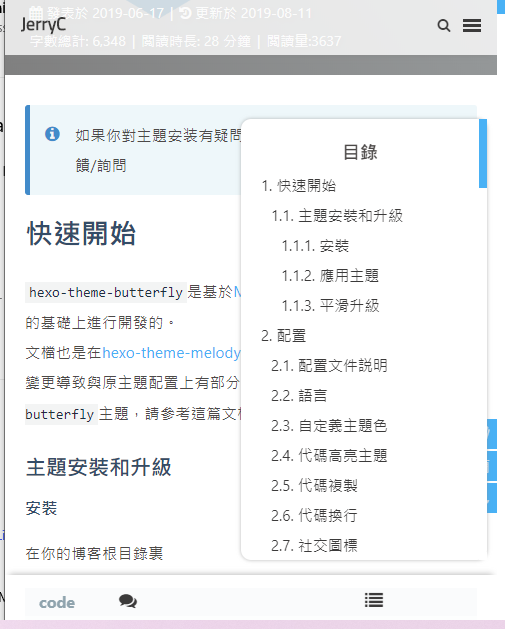 發表於 2019-06-17 | 更新於 2019-08-11
JerryC
字數總計: 6,348 | 閱讀時長: 28 分鐘 | 閱讀量:3637
如果你對主題安裝有疑問
饋/詢問
快速開始
hexo-theme-butterfly 是基於
的基礎上進行開發的。
文檔也是在hexo-theme-melody
變更導致與原主題配置上有部分
butterfly 主題，請參考這篇文
主題安裝和升級
安裝
在你的博客根目錄裏
目錄
1. 快速開始
1.1. 主題安裝和升級
1.1.1. 安裝
1.1.2. 應用主題
1.1.3. 平滑升級
2. 配置
2.1. 配置文件説明
2.2. 語言
2.3. 自定義主題色
2.4. 代碼高亮主題
2.5. 代碼複製
2.6. 代碼換行
2.7. 社交圖標
code